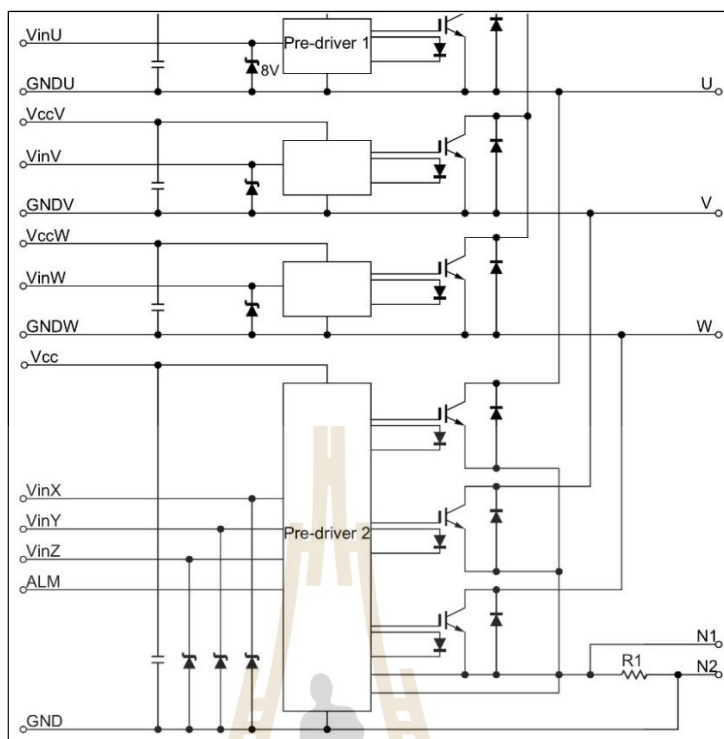 VinU
Pre-driver 1
8V
GNDU
U
VccV
VinV
GNDV
V
VccW
VinW
GNDW
W
Vcc
VinX
VinY
Pre-driver 2
VinZ
ALM
N1
R1
N2
GND